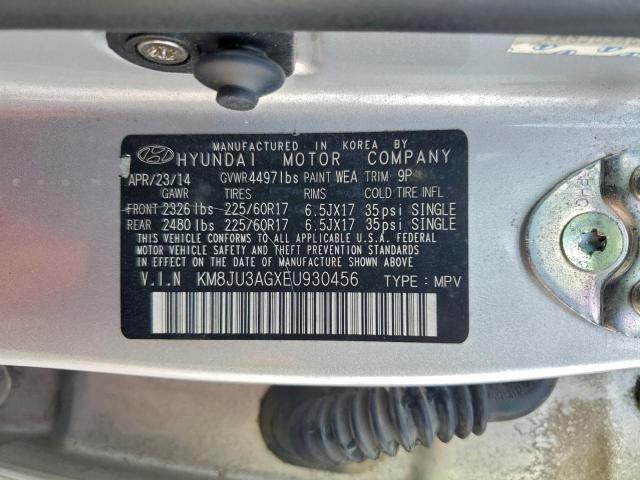 MANUFACTURED IN KOREA BY
HYUNDAI MOTOR COMPANY
APR/23/14 GVWR 4497lbs PAINT WEA TRIM 9P
GAWR TIRES RIMS COLD TIRE INFL
FRONT 2326 lbs 225/60R17 6.5JX17 35psi SINGLE
REAR 2480 lbs 225/60R17 6.5JX17 35psi SINGLE
THIS VEHICLE CONFORMS TO ALL APPLICABLE U.S.A. FEDERAL
MOTOR VEHICLE SAFETY AND THEFT PREVENTION STANDARDS
IN EFFECT ON THE DATE OF MANUFACTURE SHOWN ABOVE.
V.I.N KM8JU3AGXEU930456 TYPE : MPV